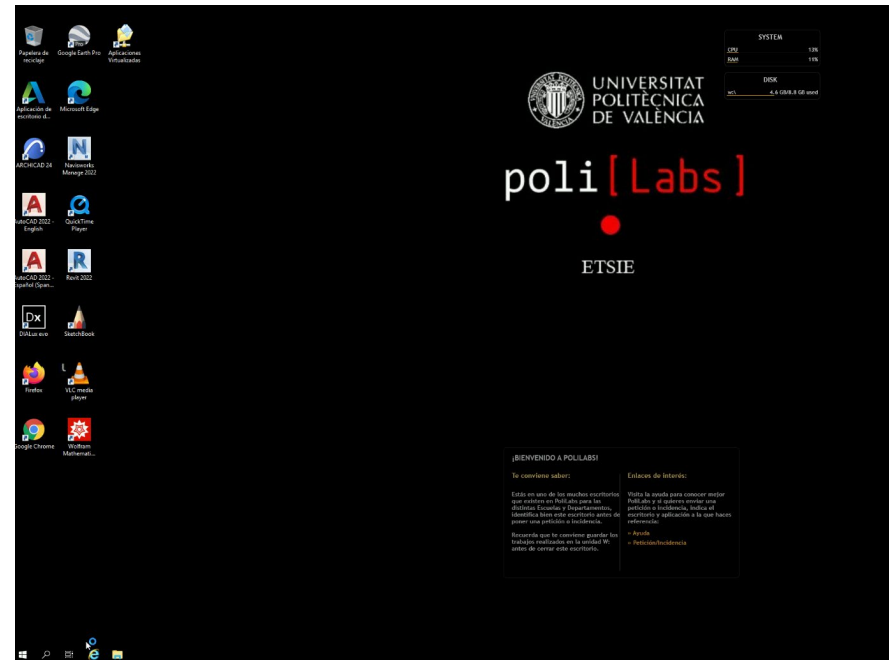 Papelera de
reciclaje
Google Earth Pro
Aplicaciones
Virtualizadas
Aplicación de
escritorio d...
Microsoft Edge
ARCHICAD 24
Navisworks
Manage 2022
AutoCAD 2022 -
English
QuickTime
Player
AutoCAD 2022 -
Español (Span...
Revit 2022
Dx
DIALux evo
SketchBook
Firefox
VLC media
player
Google Chrome
Wolfram
Mathemati...
SYSTEM
CPU 13%
RAM 11%
DISK
w:\ 4,6 GB/8,0 GB used
UNIVERSITAT
POLITÈCNICA
DE VALÈNCIA
poli[Labs]
ETSIE
¡BIENVENIDO A POLILABS!
Te conviene saber:
Estás en uno de los muchos escritorios
que existen en PoliLabs para las
distintas Escuelas y Departamentos,
identifica bien este escritorio antes de
poner una petición o incidencia.
Recuerda que te conviene guardar los
trabajos realizados en la unidad W:
antes de cerrar este escritorio.
Enlaces de interés:
Visita la ayuda para conocer mejor
PoliLabs y si quieres enviar una
petición o incidencia, indica el
escritorio y aplicación a la que haces
referencia:
» Ayuda
» Petición/Incidencia